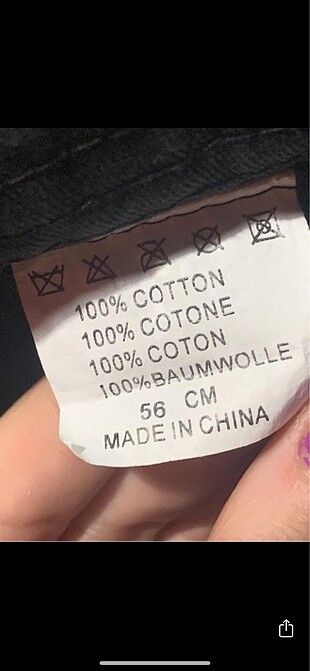 100% COTTON
100% COTONE
100% COTON
100%BAUMWOLLE
56 CM
MADE IN CHINA